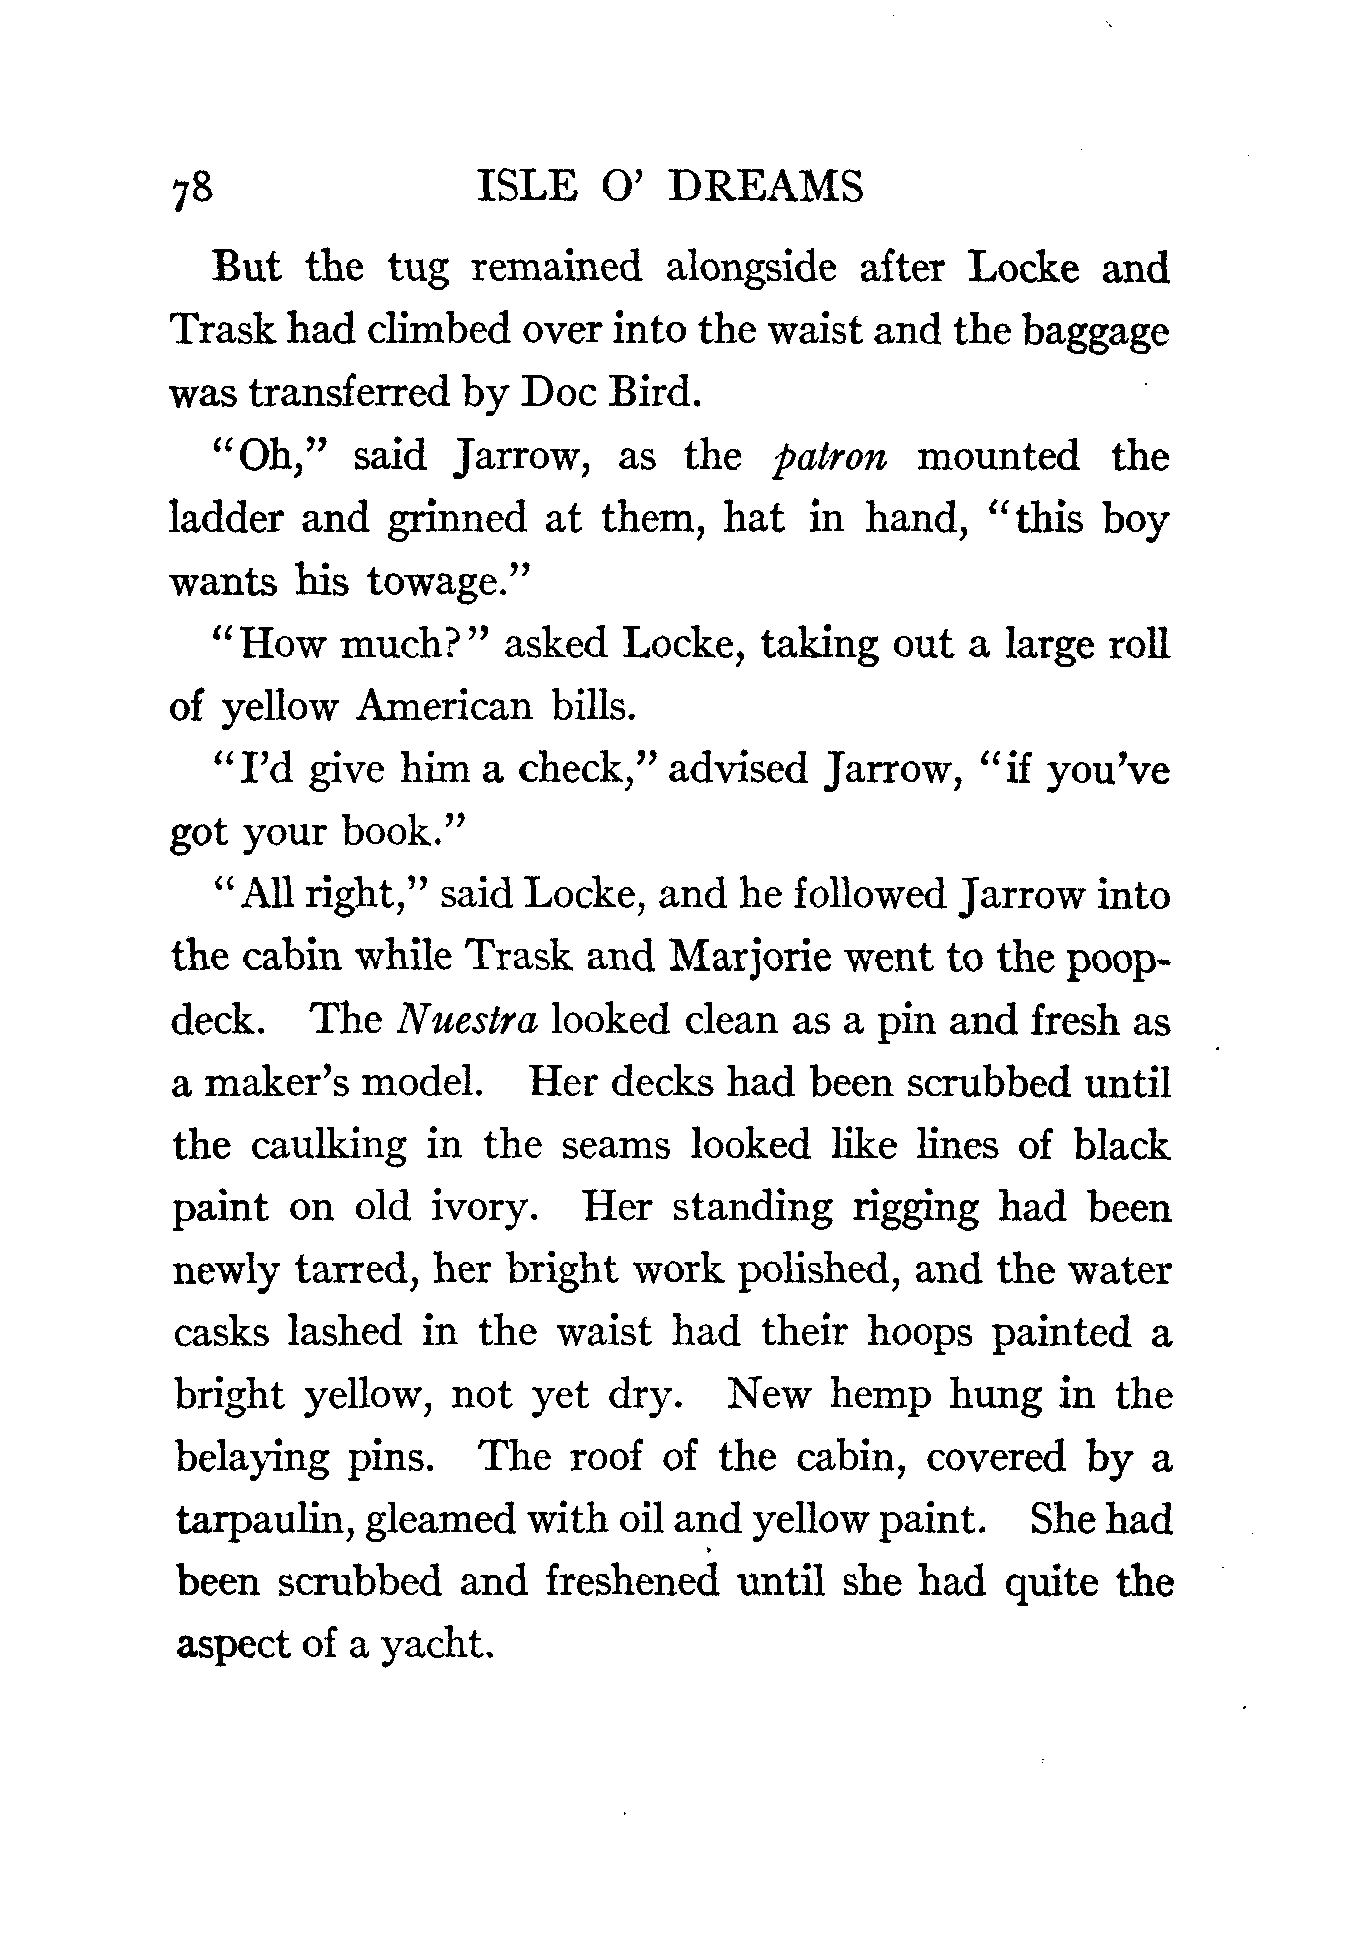 78 ISLE O' DREAMS
But the tug remained alongside after Locke and
Trask had climbed over into the waist and the baggage
was transferred by Doc Bird.
"Oh," said Jarrow, as the patron mounted the
ladder and grinned at them, hat in hand, "this boy
wants his towage."
"How much?" asked Locke, taking out a large roll
of yellow American bills.
"I'd give him a check," advised Jarrow, "if you've
got your book."
"All right," said Locke, and he followed Jarrow into
the cabin while Trask and Marjorie went to the poop-
deck. The Nuestra looked clean as a pin and fresh as
a maker's model. Her decks had been scrubbed until
the caulking in the seams looked like lines of black
paint on old ivory. Her standing rigging had been
newly tarred, her bright work polished, and the water
casks lashed in the waist had their hoops painted a
bright yellow, not yet dry. New hemp hung in the
belaying pins. The roof of the cabin, covered by a
tarpaulin, gleamed with oil and yellow paint. She had
been scrubbed and freshened until she had quite the
aspect of a yacht.